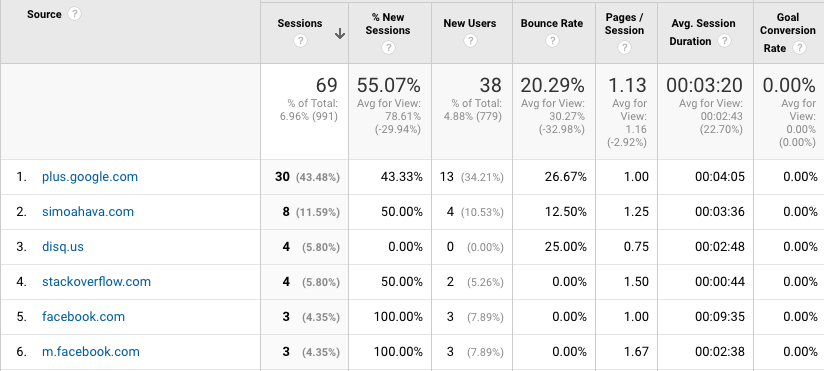 Source ?
Sessions ?
% New Sessions ?
New Users ?
Bounce Rate ?
Pages / Session ?
Avg. Session Duration ?
Goal Conversion Rate ?
69
% of Total: 6.96% (991)
55.07%
Avg for View: 78.61% (-29.94%)
38
% of Total: 4.88% (779)
20.29%
Avg for View: 30.27% (-32.98%)
1.13
Avg for View: 1.16 (-2.92%)
00:03:20
Avg for View: 00:02:43 (22.70%)
0.00%
Avg for View: 0.00% (0.00%)
1. plus.google.com 30 (43.48%) 43.33% 13 (34.21%) 26.67% 1.00 00:04:05 0.00%
2. simoahava.com 8 (11.59%) 50.00% 4 (10.53%) 12.50% 1.25 00:03:36 0.00%
3. disq.us 4 (5.80%) 0.00% 0 (0.00%) 25.00% 0.75 00:02:48 0.00%
4. stackoverflow.com 4 (5.80%) 50.00% 2 (5.26%) 0.00% 1.50 00:00:44 0.00%
5. facebook.com 3 (4.35%) 100.00% 3 (7.89%) 0.00% 1.00 00:09:35 0.00%
6. m.facebook.com 3 (4.35%) 100.00% 3 (7.89%) 0.00% 1.67 00:02:38 0.00%